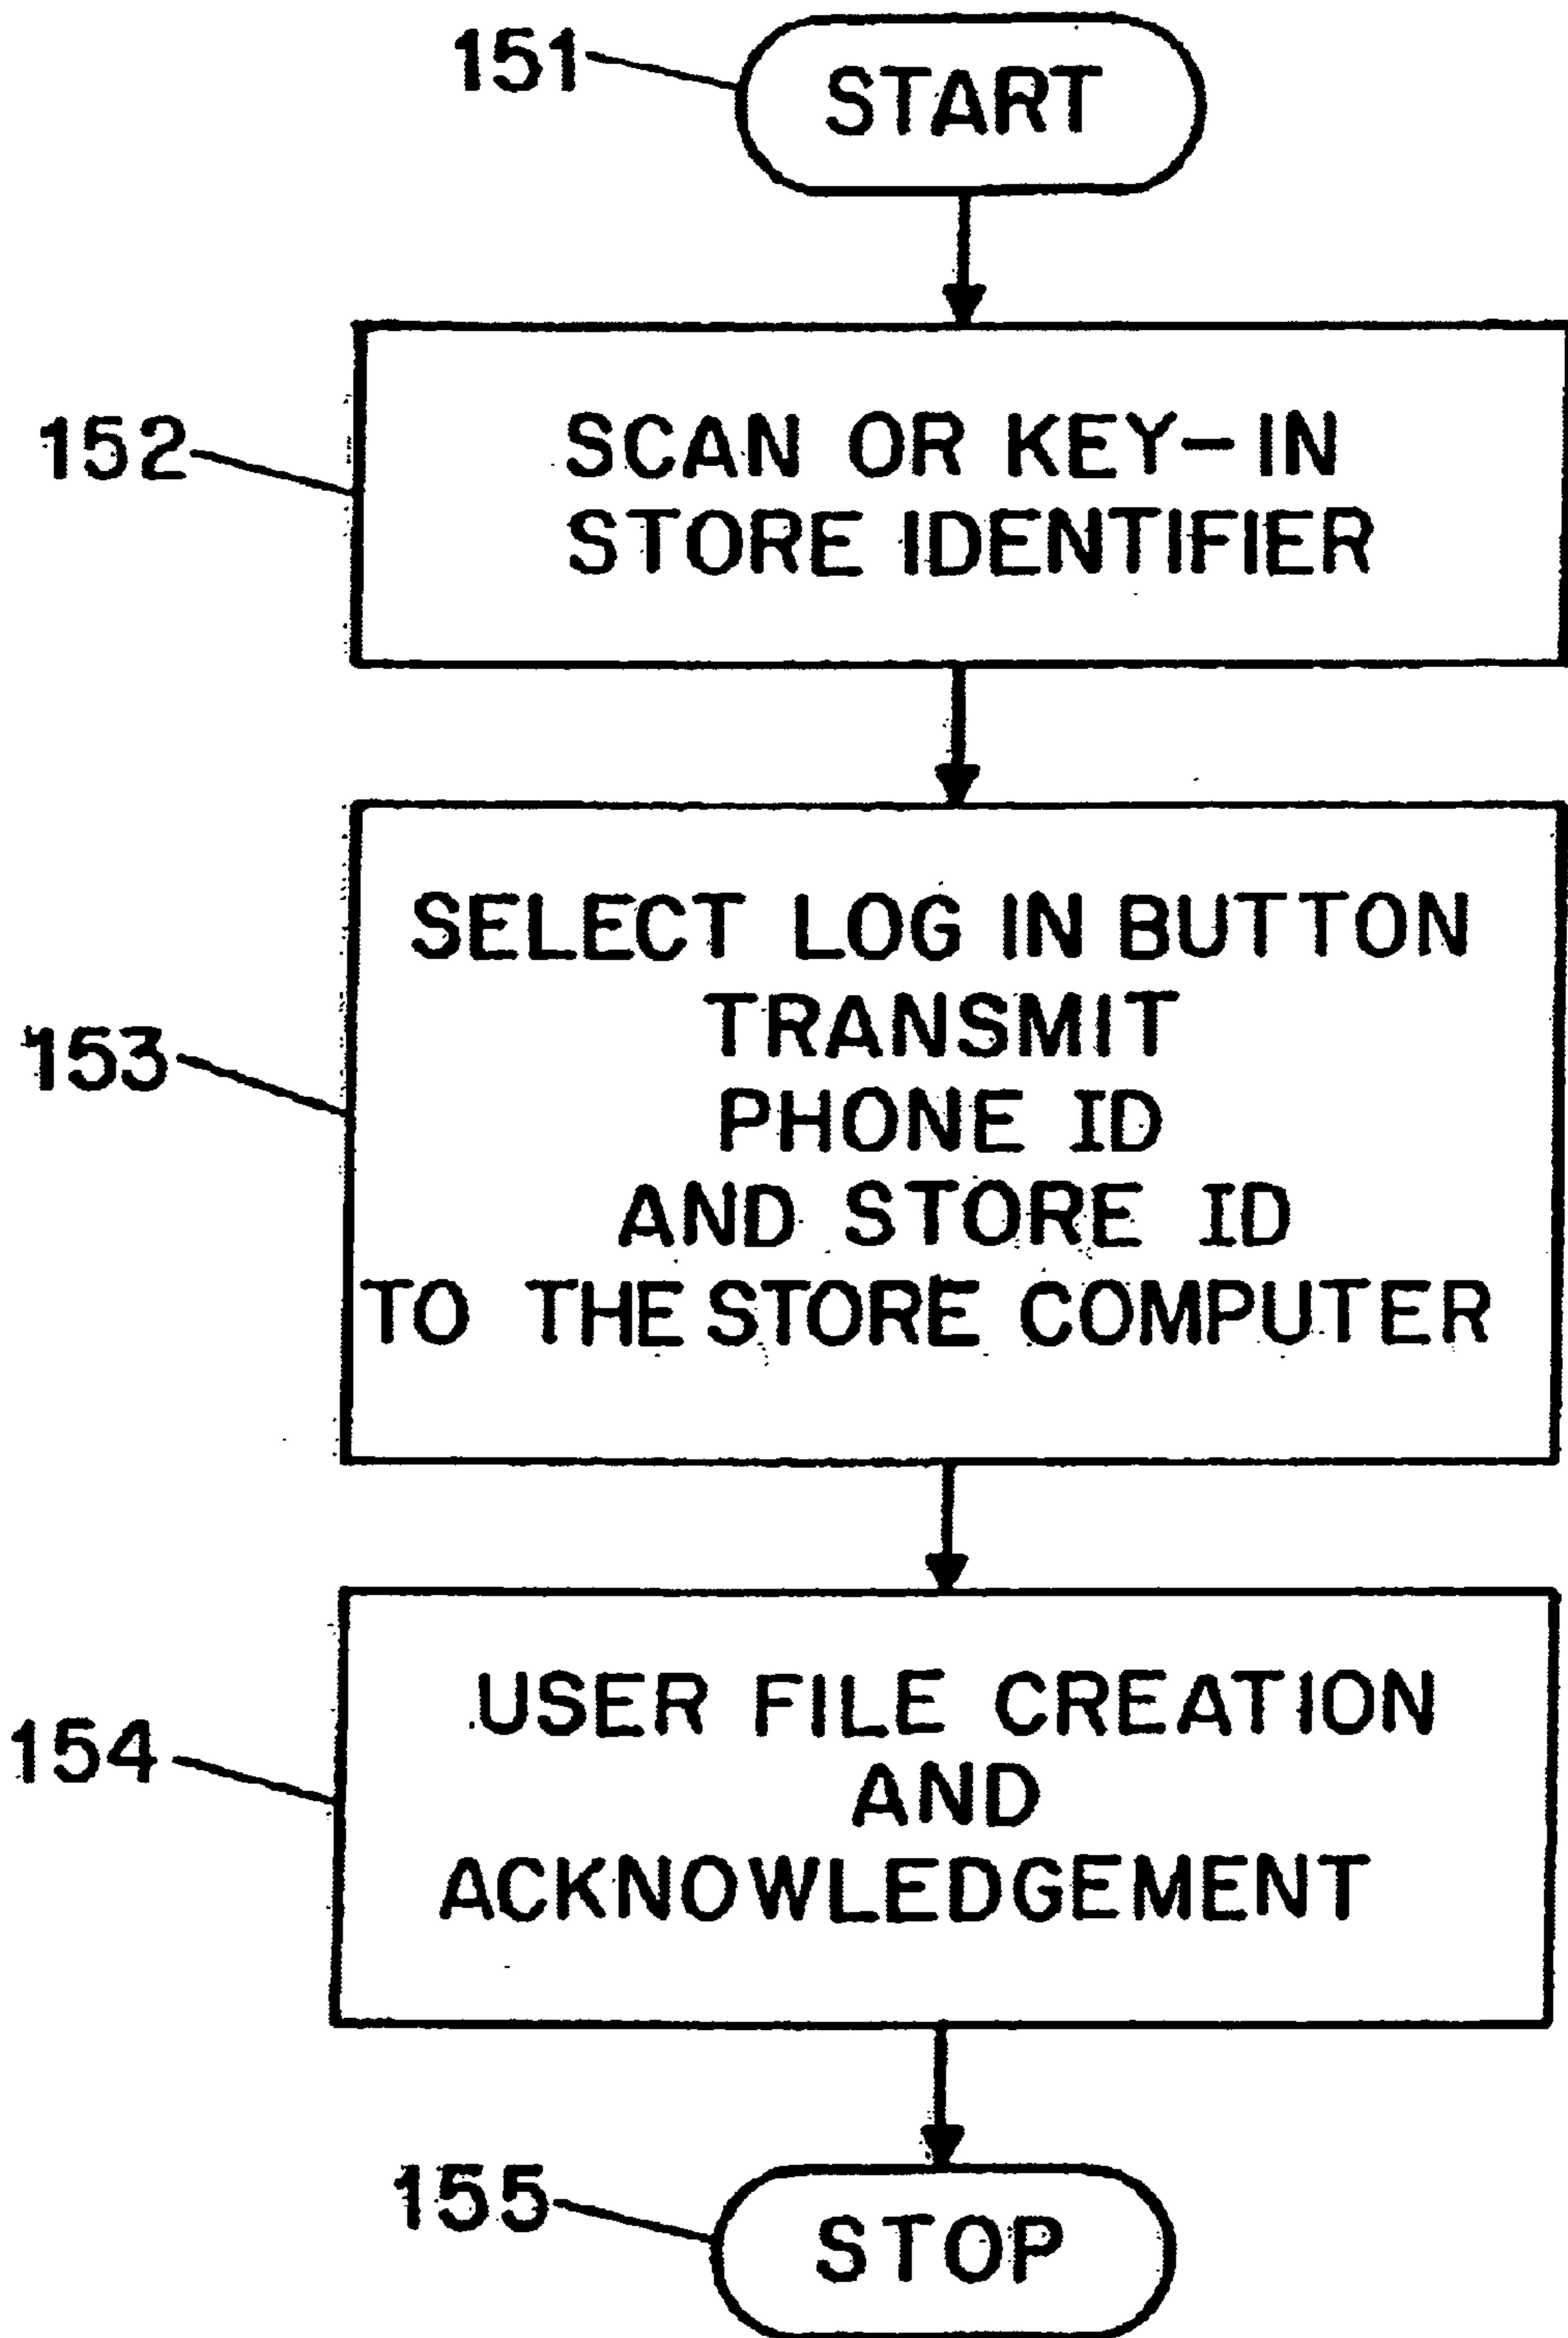 151
START
152
SCAN OR KEY-IN
STORE IDENTIFIER
153
SELECT LOG IN BUTTON
TRANSMIT
PHONE ID
AND STORE ID
TO THE STORE COMPUTER
154
USER FILE CREATION
AND
ACKNOWLEDGEMENT
155
STOP